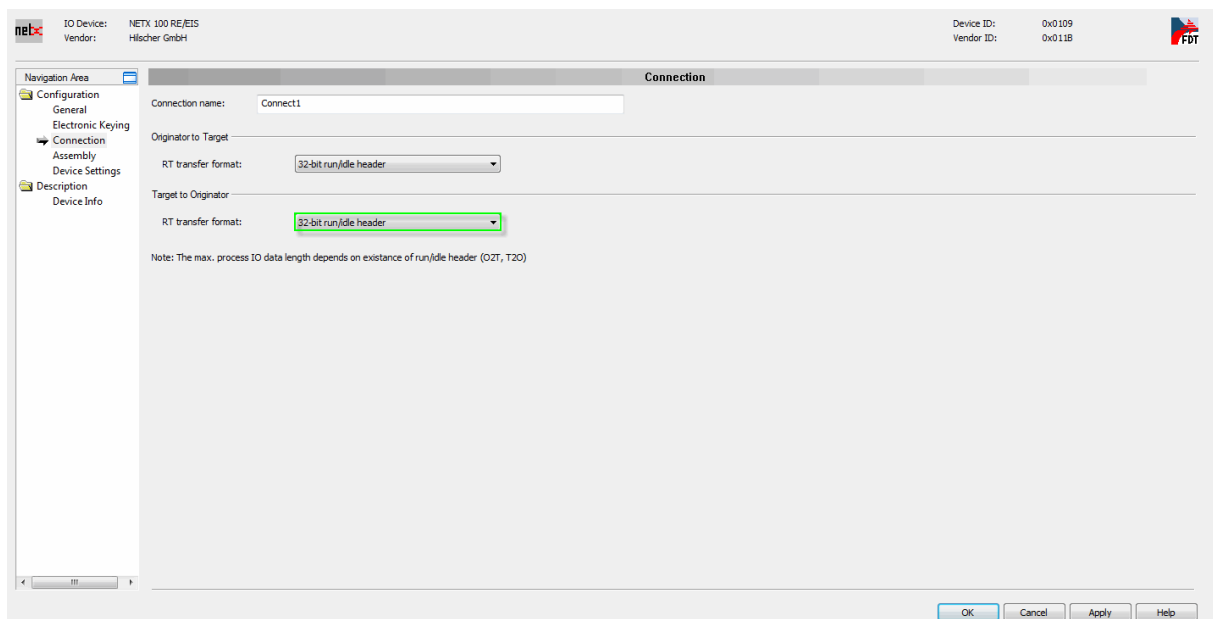 netx
IO Device: NETX 100 RE/EIS Device ID: 0x0109
Vendor: Hilscher GmbH Vendor ID: 0x011B
FDT
Navigation Area
Configuration
General
Electronic Keying
Connection
Assembly
Device Settings
Description
Device Info
Connection
Connection name: Connect1
Originator to Target
RT transfer format: 32-bit run/idle header
Target to Originator
RT transfer format: 32-bit run/idle header
Note: The max. process IO data length depends on existance of run/idle header (O2T, T2O)
OK Cancel Apply Help